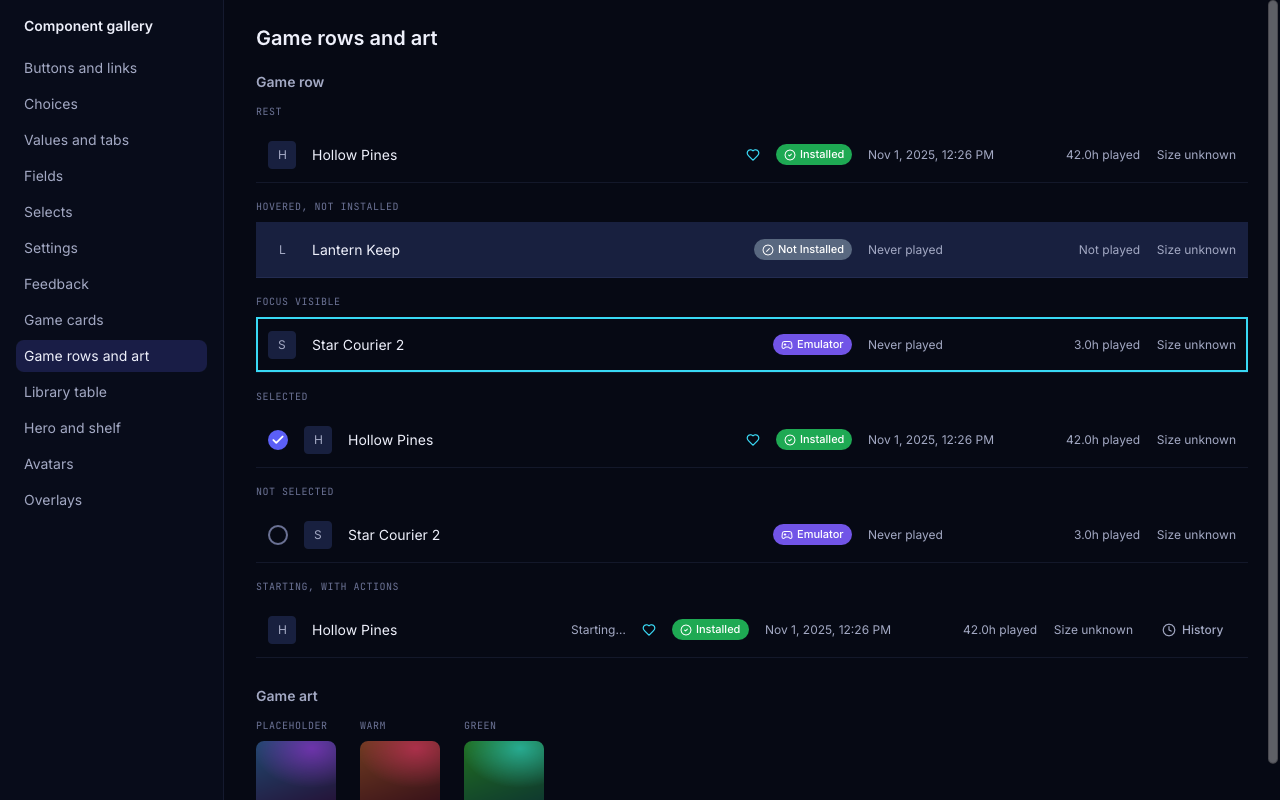 Component gallery
Buttons and links
Choices
Values and tabs
Fields
Selects
Settings
Feedback
Game cards
Game rows and art
Library table
Hero and shelf
Avatars
Overlays
Game rows and art
Game row
REST
H Hollow Pines Installed Nov 1, 2025, 12:26 PM 42.0h played Size unknown
HOVERED, NOT INSTALLED
L Lantern Keep Not Installed Never played Not played Size unknown
FOCUS VISIBLE
S Star Courier 2 Emulator Never played 3.0h played Size unknown
SELECTED
H Hollow Pines Installed Nov 1, 2025, 12:26 PM 42.0h played Size unknown
NOT SELECTED
S Star Courier 2 Emulator Never played 3.0h played Size unknown
STARTING, WITH ACTIONS
H Hollow Pines Starting... Installed Nov 1, 2025, 12:26 PM 42.0h played Size unknown History
Game art
PLACEHOLDER WARM GREEN